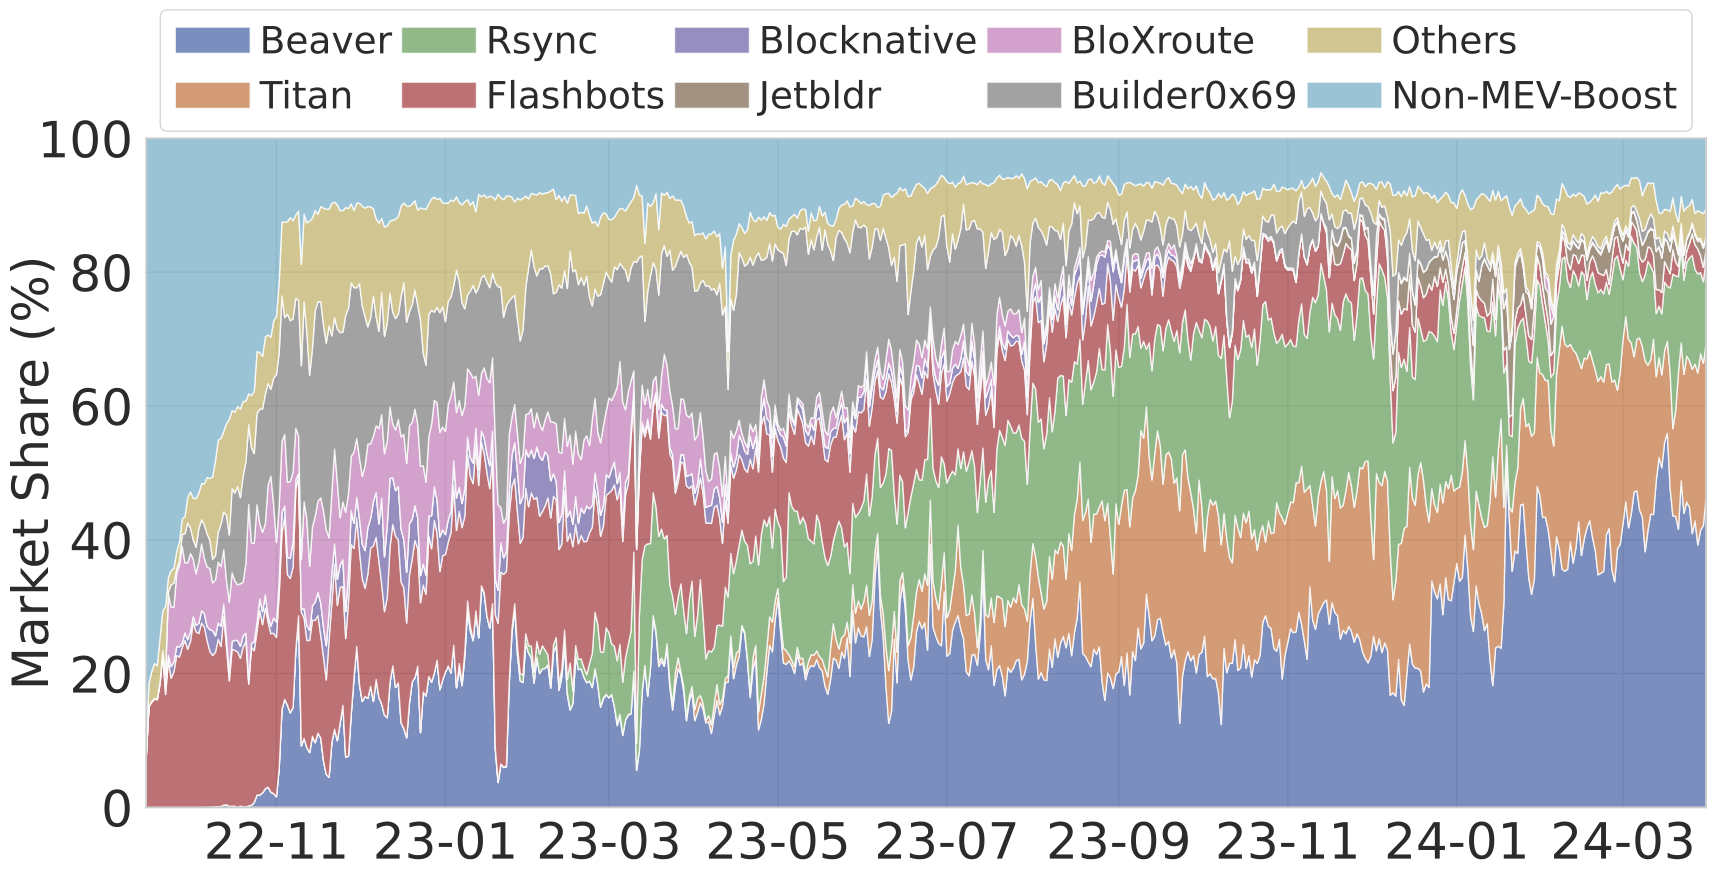 Beaver Rsync Blocknative BloXroute Others
Titan Flashbots Jetbldr Builder0x69 Non-MEV-Boost
Market Share (%)
100
80
60
40
20
0
22-11 23-01 23-03 23-05 23-07 23-09 23-11 24-01 24-03